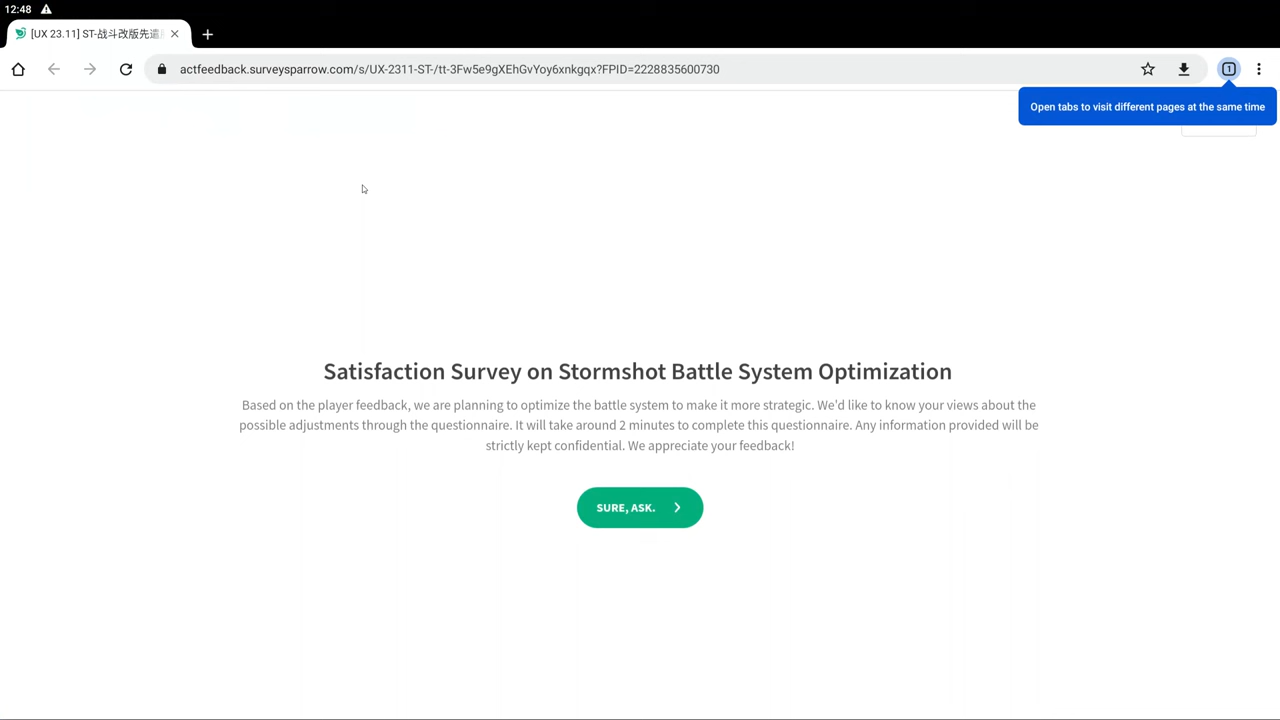 12:48
[UX 23.11] ST-战斗改版先遣
actfeedback.surveysparrow.com/s/UX-2311-ST-/tt-3Fw5e9gXEhGvYoy6xnkgqx?FPID=2228835600730
1
Open tabs to visit different pages at the same time
Satisfaction Survey on Stormshot Battle System Optimization
Based on the player feedback, we are planning to optimize the battle system to make it more strategic. We'd like to know your views about the
possible adjustments through the questionnaire. It will take around 2 minutes to complete this questionnaire. Any information provided will be
strictly kept confidential. We appreciate your feedback!
SURE, ASK.